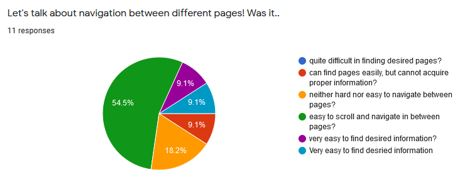 Let's talk about navigation between different pages! Was it..
11 responses
54.5%
9.1%
9.1%
9.1%
18.2%
quite difficult in finding desired pages?
can find pages easily, but cannot acquire
proper information?
neither hard nor easy to navigate between
pages?
easy to scroll and navigate in between
pages?
very easy to find desired information?
Very easy to find desried information